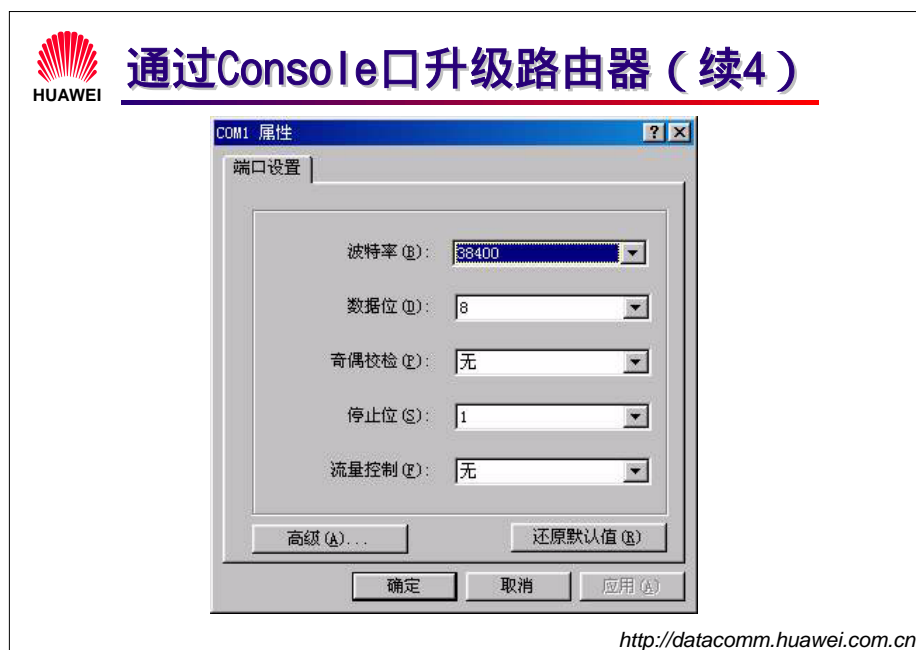 HUAWEI
通过Console口升级路由器（续4）
COM1 属性
端口设置
波特率(B): 38400
数据位(D): 8
奇偶校检(P): 无
停止位(S): 1
流量控制(F): 无
高级(A)... 还原默认值(R)
确定 取消 应用(A)
http://datacomm.huawei.com.cn